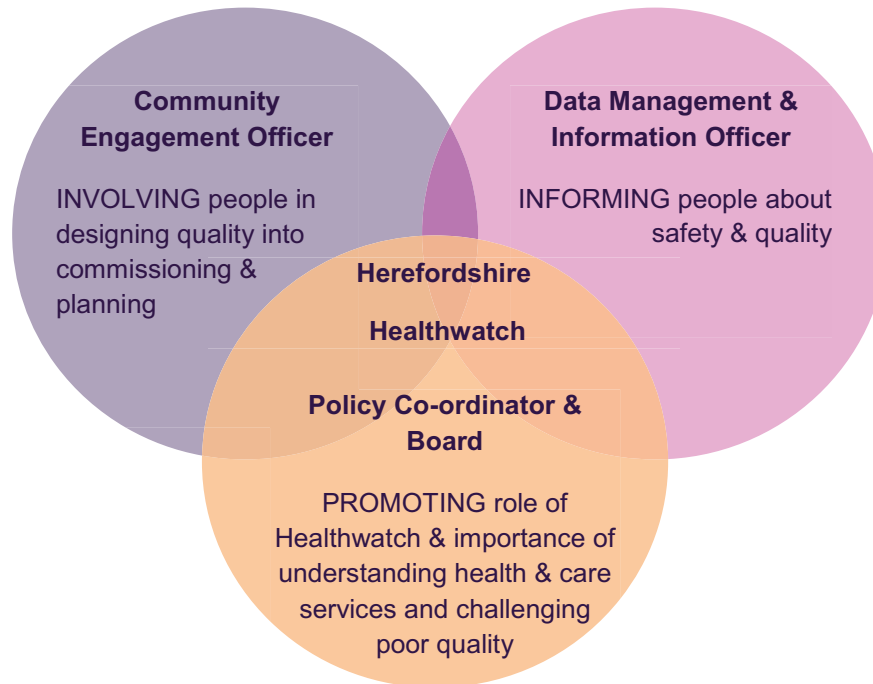 Community
Engagement Officer
INVOLVING people in
designing quality into
commissioning &
planning
Data Management &
Information Officer
INFORMING people about
safety & quality
Herefordshire
Healthwatch
Policy Co-ordinator &
Board
PROMOTING role of
Healthwatch & importance of
understanding health & care
services and challenging
poor quality